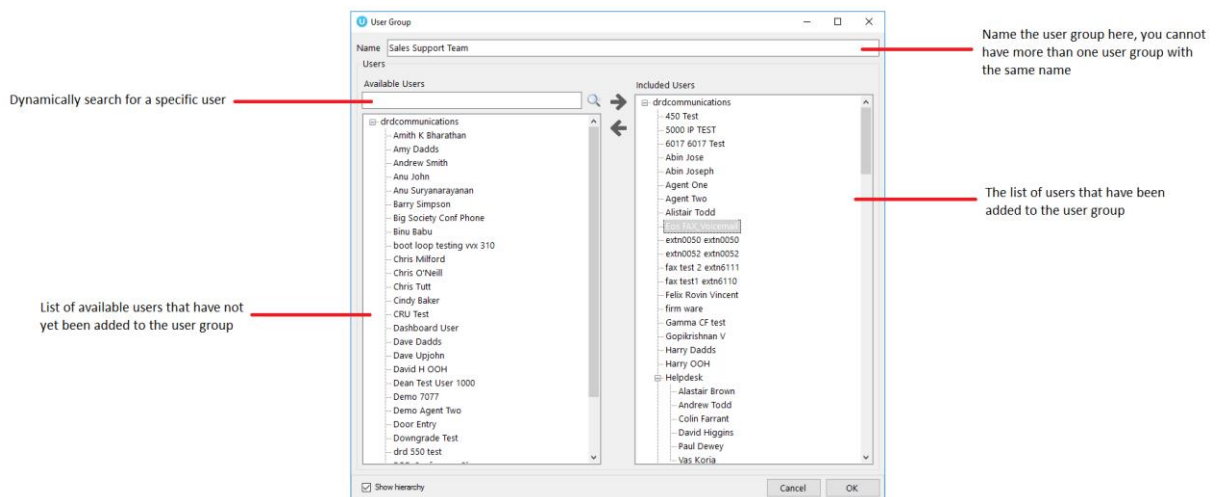 User Group
Name the user group here, you cannot
have more than one user group with
the same name
Name
Sales Support Team
Users
Available Users
Included Users
Dynamically search for a specific user
drdcommunications
Amith K Bharathan
Amy Dadds
Andrew Smith
Anu John
Anu Suryanarayanan
Barry Simpson
Big Society Conf Phone
Binu Babu
boot loop testing vvx 310
Chris Milford
Chris O'Neill
Chris Tutt
Cindy Baker
CRU Test
Dashboard User
Dave Dadds
Dave Upjohn
David H OOH
Dean Test User 1000
Demo 7077
Demo Agent Two
Door Entry
Downgrade Test
drd 550 test
drdcommunications
450 Test
5000 IP TEST
6017 6017 Test
Abin Jose
Abin Joseph
Agent One
Agent Two
Alistair Todd
Eos FAX_Voicemail
extn0050 extn0050
extn0052 extn0052
fax test 2 extn6111
fax test1 extn6110
Felix Rovin Vincent
firm ware
Gamma CF test
Gopikrishnan V
Harry Dadds
Harry OOH
Helpdesk
Alastair Brown
Andrew Todd
Colin Farrant
David Higgins
Paul Dewey
Vas Koria
The list of users that have been
added to the user group
List of available users that have not
yet been added to the user group
Show hierarchy
Cancel
OK